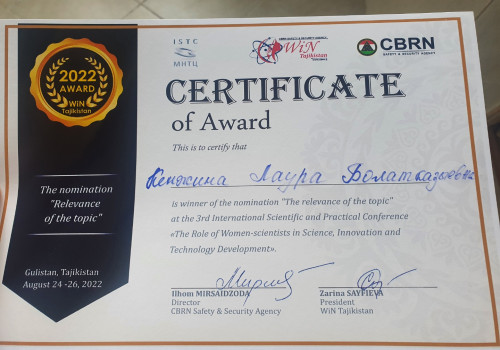 2022
AWARD
WiN
Tajikistan
ISTC
МНТЦ
WiN
Tajikistan
CBRN
SAFETY & SECURITY AGENCY
CERTIFICATE
of Award
This is to certify that
Кенжина Лаура Болатказыевна
is winner of the nomination "The relevance of the topic"
at the 3rd International Scientific and Practical Conference
«The Role of Women-scientists in Science, Innovation and
Technology Development».
The nomination
"Relevance
of the topic"
Gulistan, Tajikistan
August 24 -26, 2022
Ilhom MIRSAIDZODA
Director
CBRN Safety & Security Agency
Zarina SAYFIEVA
President
WiN Tajikistan